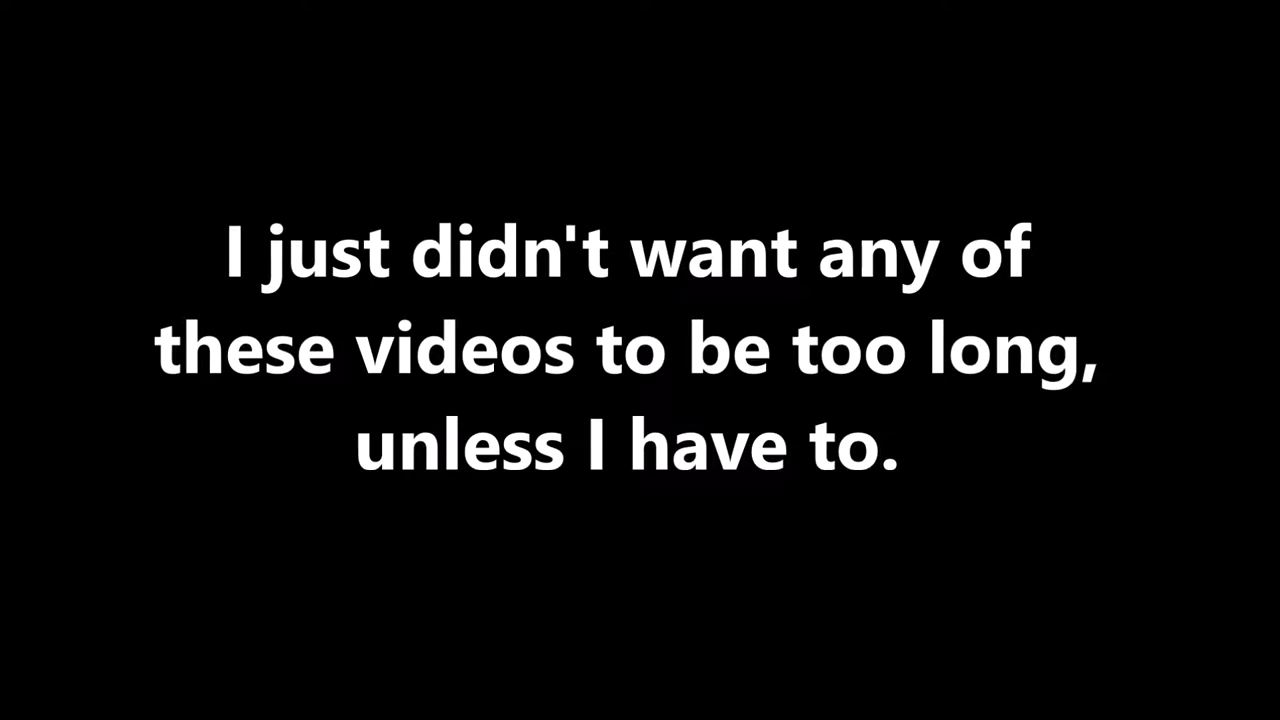 I just didn't want any of
these videos to be too long,
unless I have to.